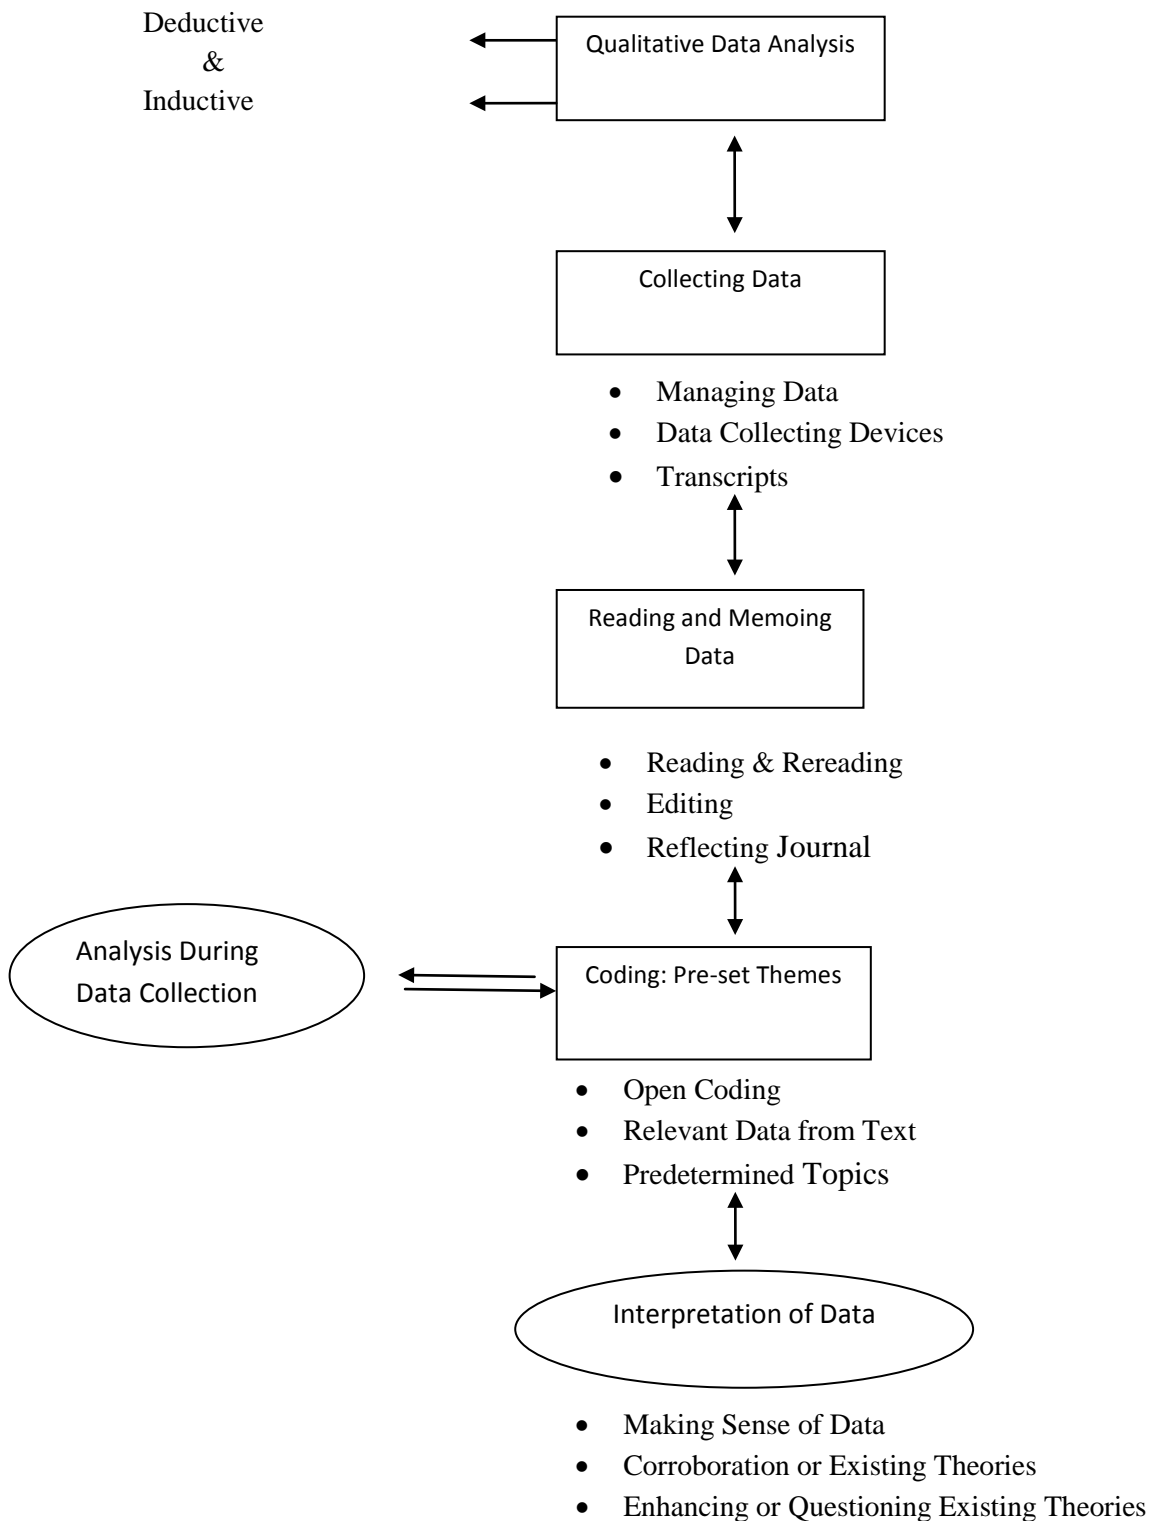 Deductive
&
Inductive
Qualitative Data Analysis
Collecting Data
• Managing Data
• Data Collecting Devices
• Transcripts
Reading and Memoing
Data
• Reading & Rereading
• Editing
• Reflecting Journal
Analysis During
Data Collection
Coding: Pre-set Themes
• Open Coding
• Relevant Data from Text
• Predetermined Topics
Interpretation of Data
• Making Sense of Data
• Corroboration or Existing Theories
• Enhancing or Questioning Existing Theories